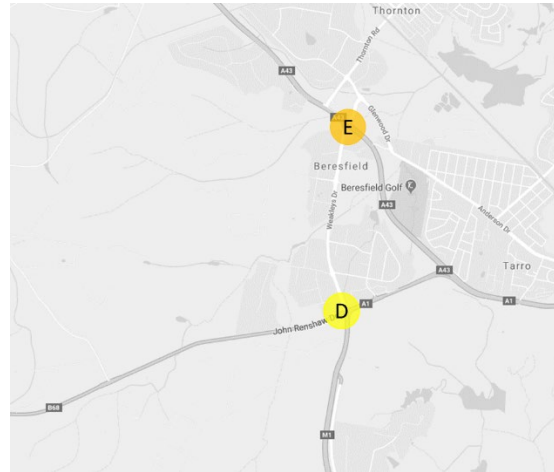 Thornton
Thornton Rd
A43
Glenwood Dr
E
Beresfield
Beresfield Golf
Weakleys Dr
A43
Anderson Dr
Tarro
A43
A1
A1
D
John Renshaw D
B68
M1